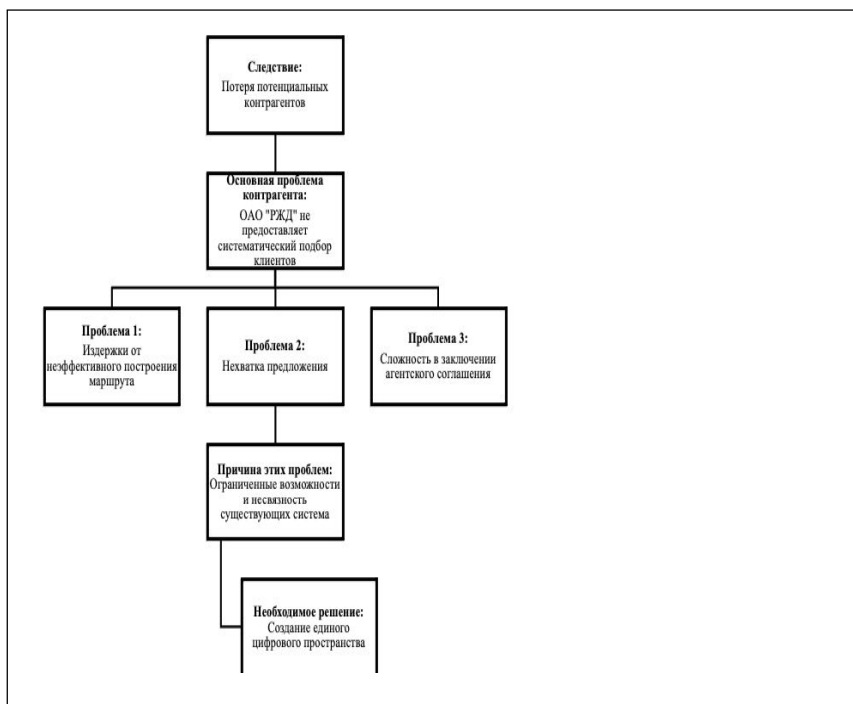 Следствие:
Потеря потенциальных
контрагентов
Основная проблема
контрагента:
ОАО "РЖД" не
предоставляет
систематический подбор
клиентов
Проблема 1:
Издержки от
неэффективного построения
маршрута
Проблема 2:
Нехватка предложения
Проблема 3:
Сложность в заключении
агентского соглашения
Причина этих проблем:
Ограниченные возможности
и несвязность
существующих система
Необходимое решение:
Создание единого
цифрового пространства